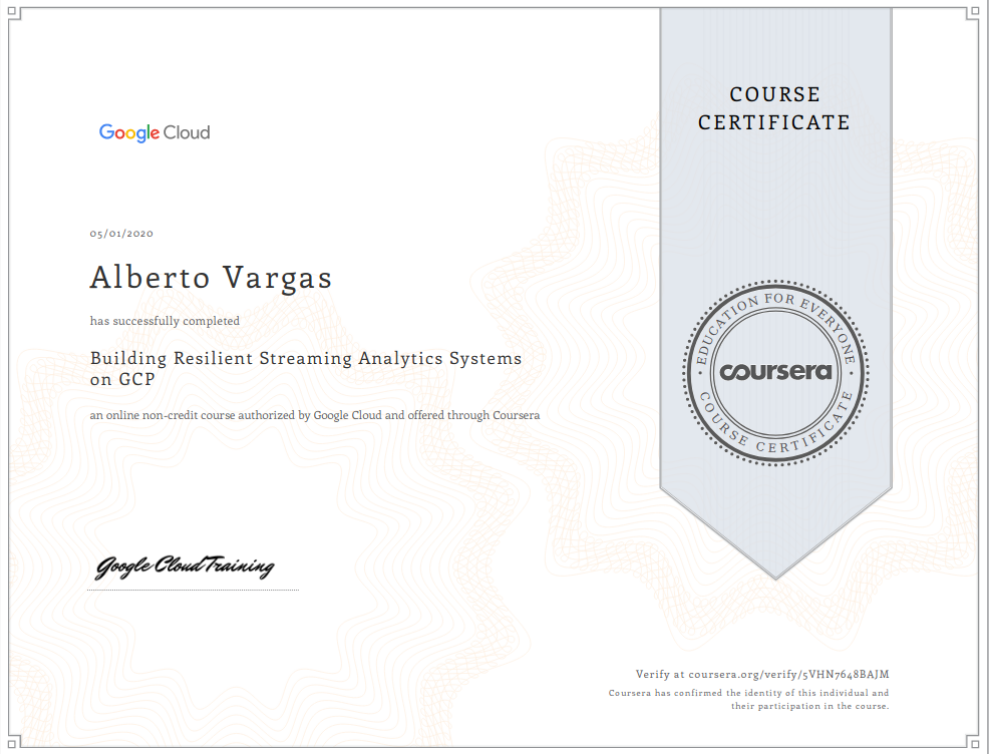 COURSE
CERTIFICATE
Google Cloud
05/01/2020
Alberto Vargas
has successfully completed
Building Resilient Streaming Analytics Systems
on GCP
an online non-credit course authorized by Google Cloud and offered through Coursera
EDUCATION FOR EVERYONE
coursera
COURSE CERTIFICATE
Google Cloud Training
Verify at coursera.org/verify/5VHN7648BAJM
Coursera has confirmed the identity of this individual and
their participation in the course.